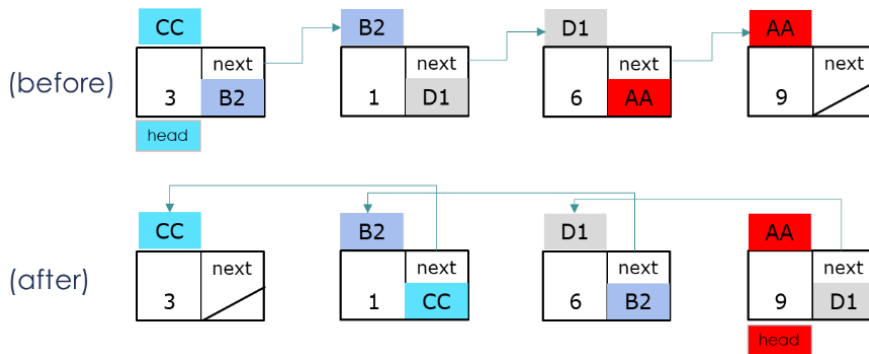 CC B2 D1 AA
next next next
(before) 3 B2 1 D1 6 AA 9
head
CC B2 D1 AA
next next next next
(after) 3 1 CC 6 B2 9 D1
head